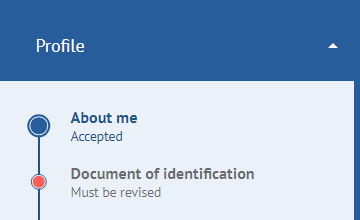 Profile
About me
Accepted
Document of identification
Must be revised